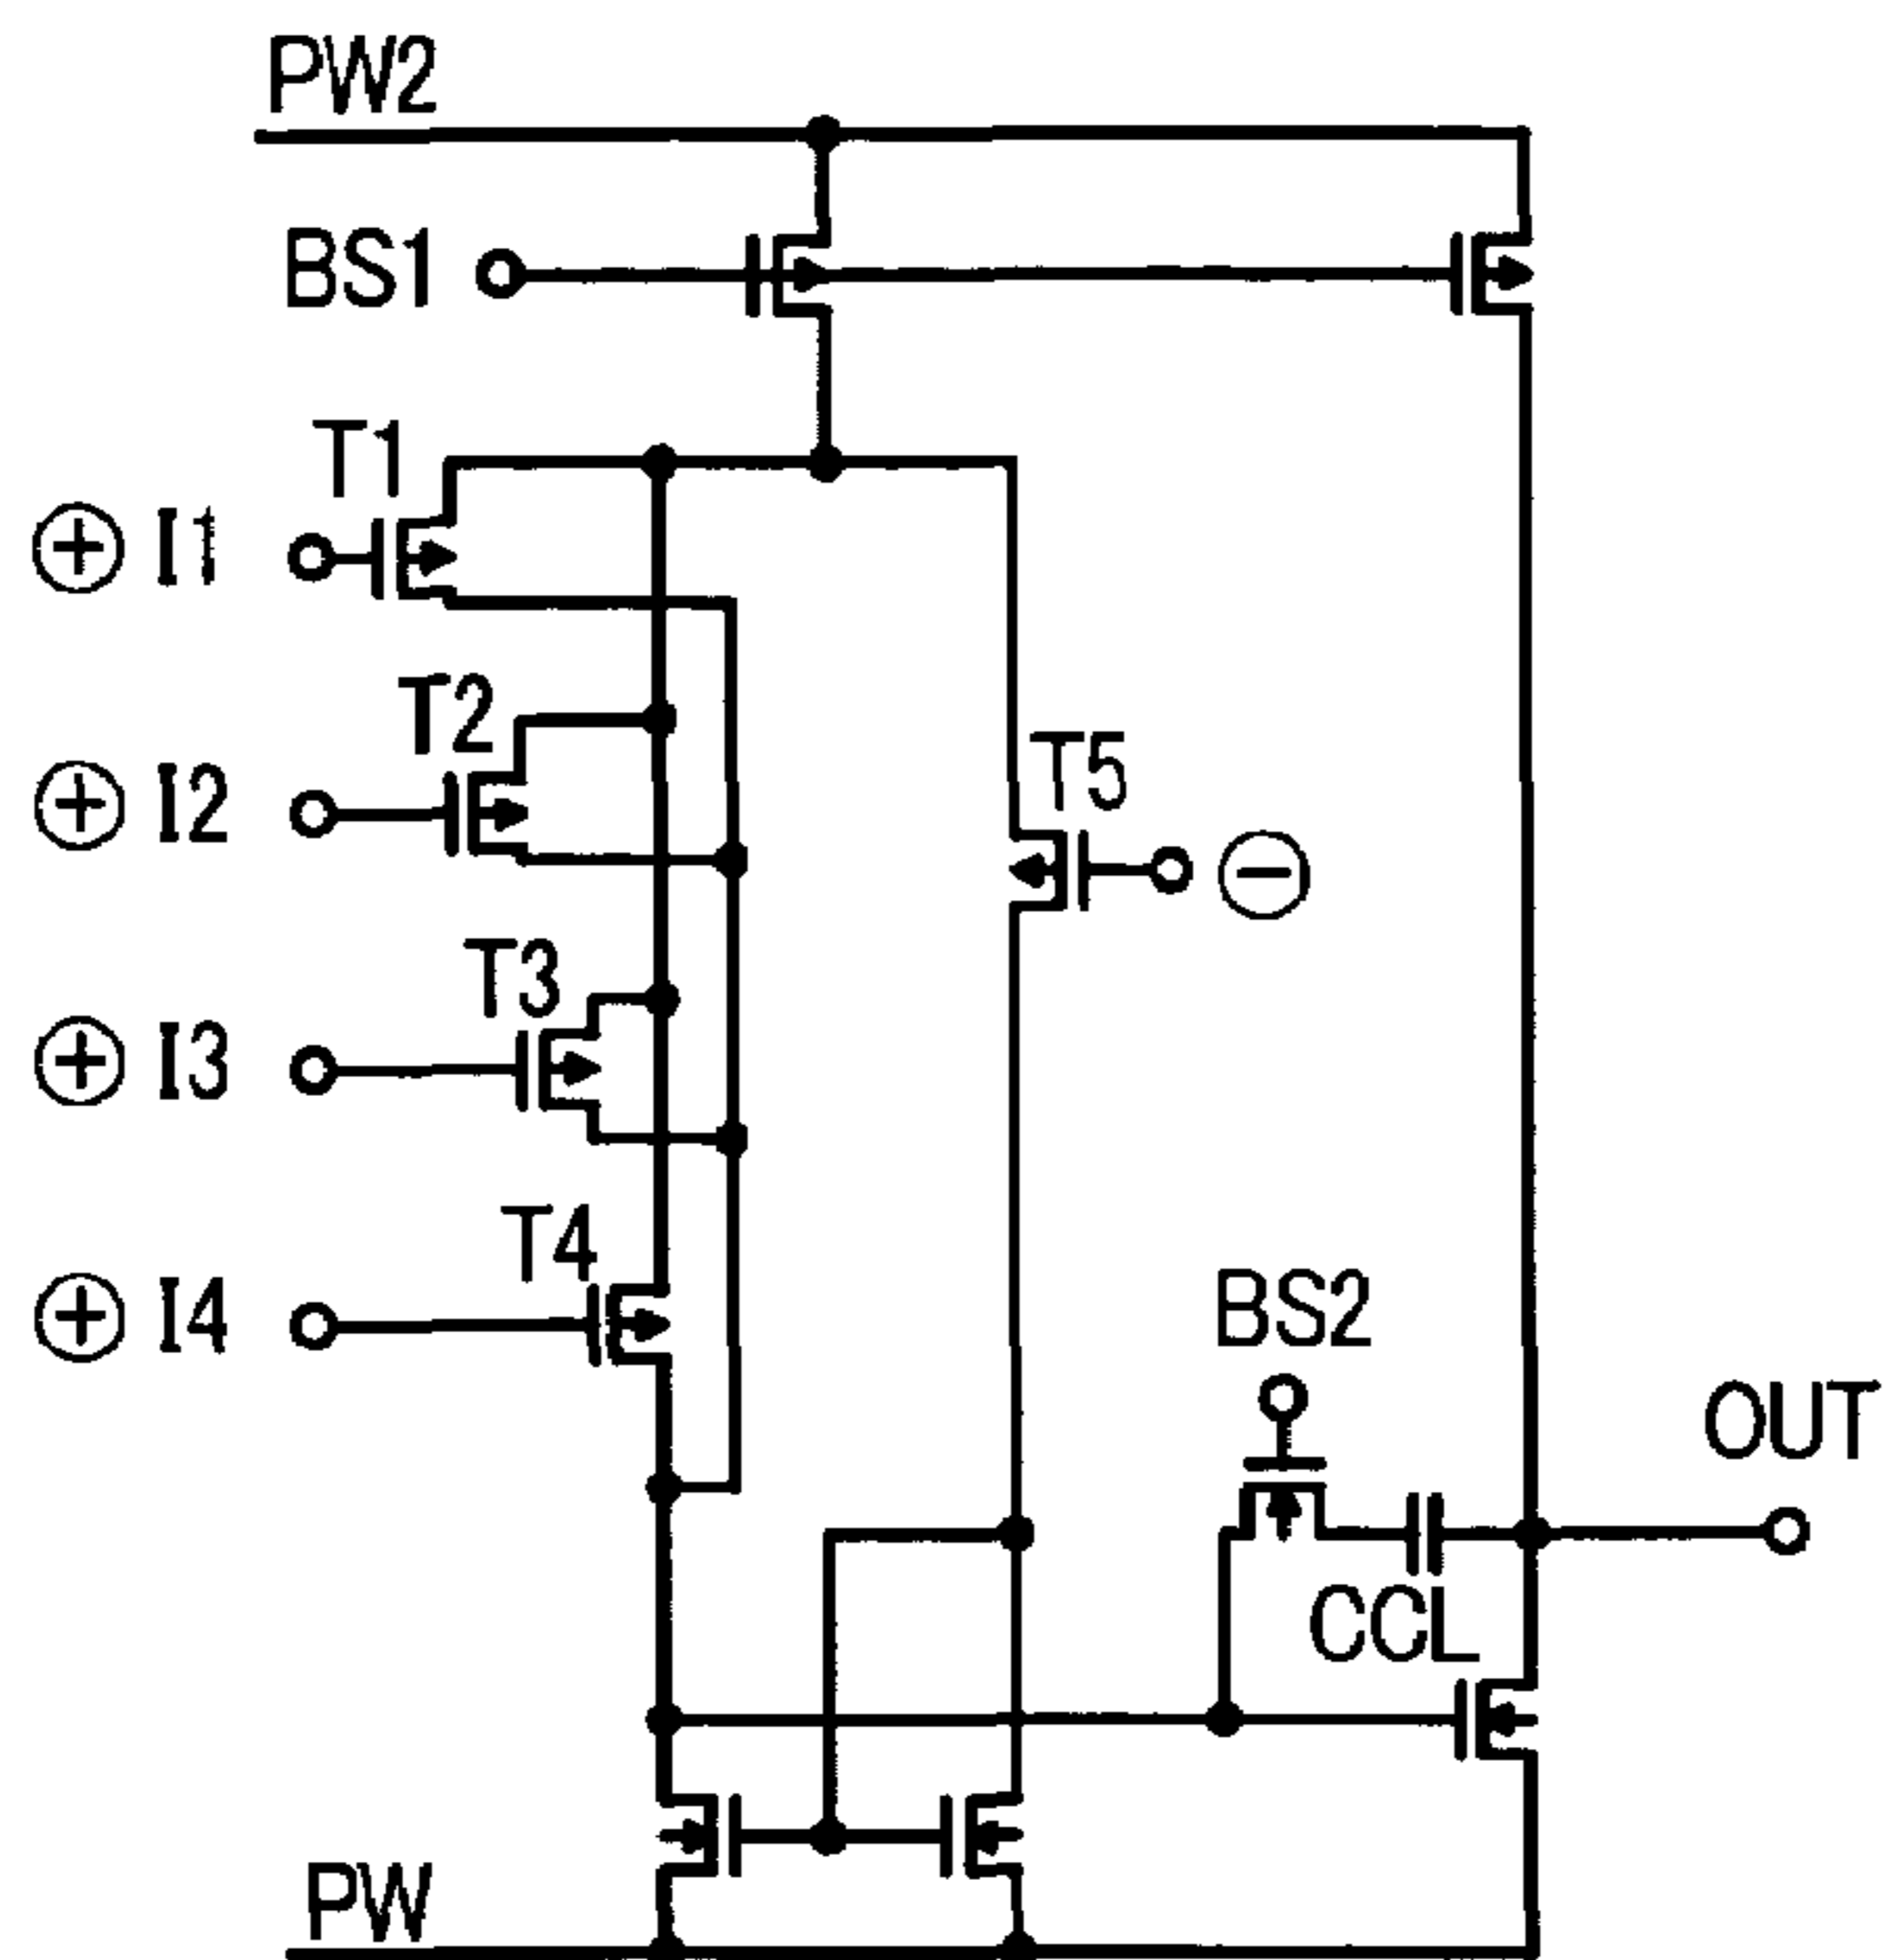 PW2
BS1
T1
⊕ I1
T2
⊕ I2
T5
⊖
T3
⊕ I3
T4
⊕ I4
BS2
OUT
CCL
PW